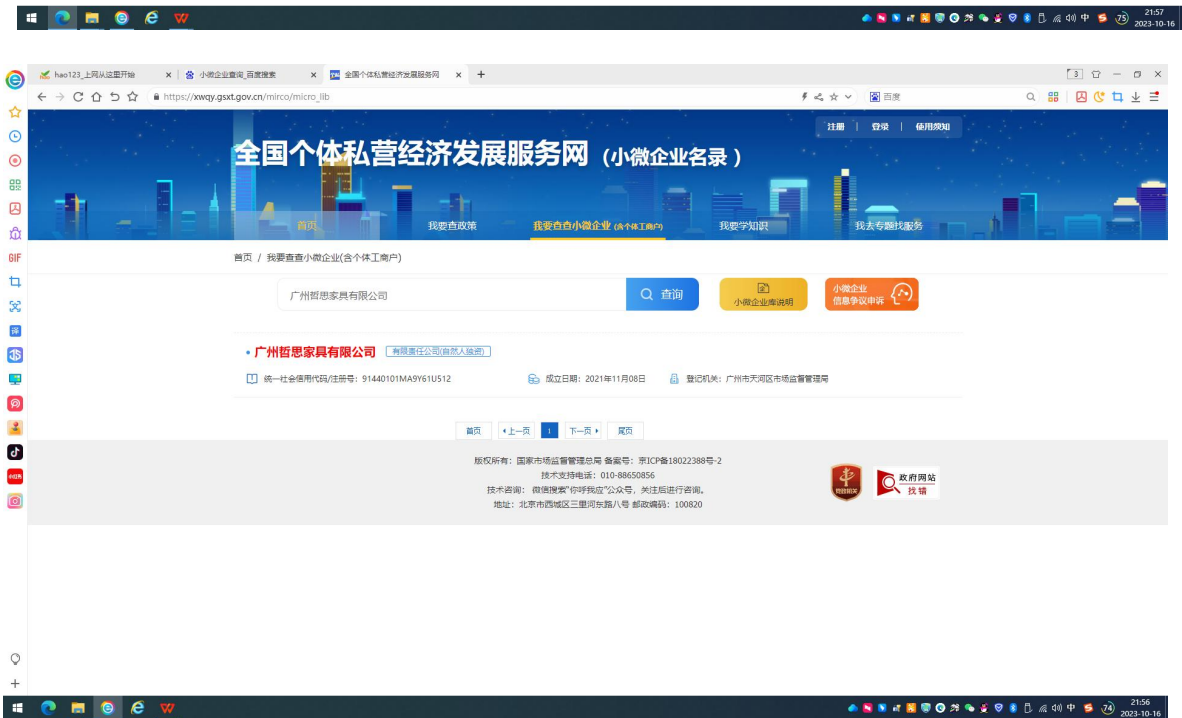 21:57
75
中
2023-10-16
hao123_上网从这里开始
小微企业查询_百度搜索
全国个体私营经济发展服务网
3
https://xwqy.gsxt.gov.cn/mirco/micro_lib
百度
注册 | 登录 | 使用须知
全国个体私营经济发展服务网（小微企业名录）
首页 我要查政策 我要查查小微企业(含个体工商户) 我要学知识 我去专题找服务
GIF
译
首页 / 我要查查小微企业(含个体工商户)
广州哲思家具有限公司
查询
小微企业库说明
小微企业
信息争议申诉
广州哲思家具有限公司 有限责任公司(自然人独资)
统一社会信用代码/注册号：91440101MA9Y61U512 成立日期：2021年11月08日 登记机关：广州市天河区市场监督管理局
首页 上一页 1 下一页 尾页
版权所有：国家市场监督管理总局 备案号：京ICP备18022388号-2
技术支持电话：010-88650856
技术咨询： 微信搜索"你呼我应"公众号，关注后进行咨询。
地址：北京市西城区三里河东路八号 邮政编码：100820
党政机关
政府网站
找错
21:56
74
中
2023-10-16